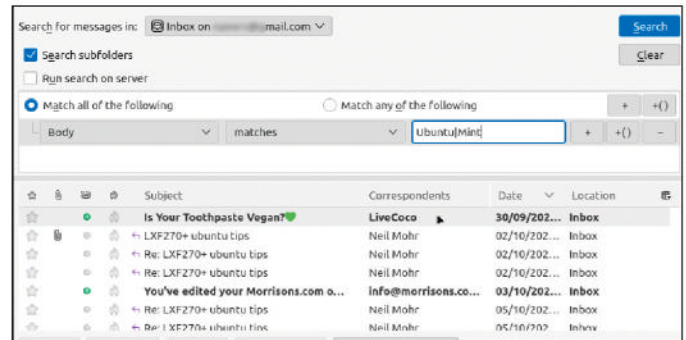 Search for messages in: Inbox on gmail.com
Search
Search subfolders
Clear
Run search on server
Match all of the following Match any of the following + +()
Body matches Ubuntu|Mint + +() −
Subject Correspondents Date Location
Is Your Toothpaste Vegan?💚 LiveCoco 30/09/202... Inbox
LXF270+ ubuntu tips Neil Mohr 02/10/202... Inbox
Re: LXF270+ ubuntu tips Neil Mohr 02/10/202... Inbox
Re: LXF270+ ubuntu tips Neil Mohr 02/10/202... Inbox
You've edited your Morrisons.com o... info@morrisons.co... 03/10/202... Inbox
Re: LXF270+ ubuntu tips Neil Mohr 05/10/202... Inbox
Re: LXF270+ ubuntu tips Neil Mohr 05/10/202... Inbox